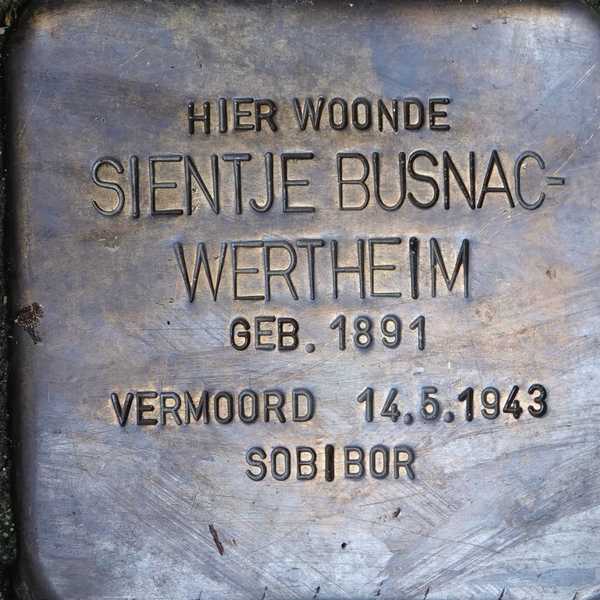 HIER WOONDE
SIENTJE BUSNAC-
WERTHEIM
GEB. 1891
VERMOORD 14.5.1943
SOBIBOR